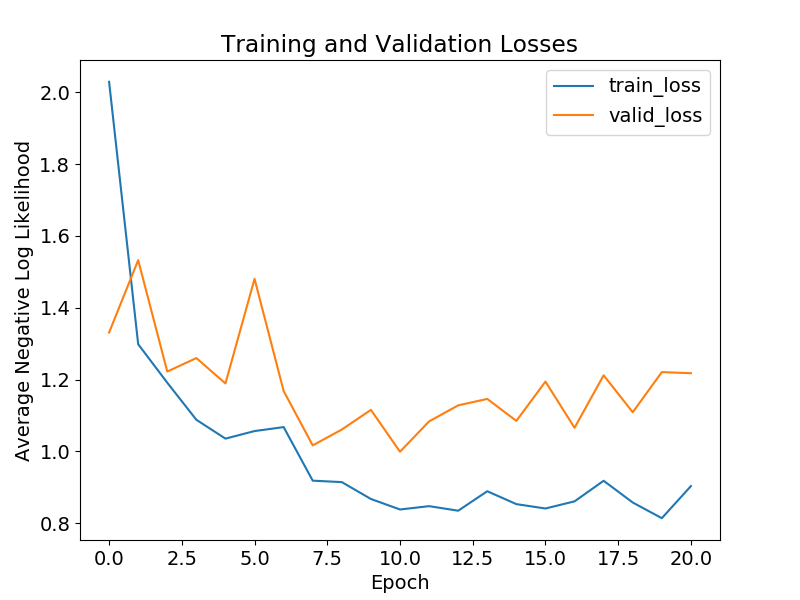 Training and Validation Losses
train_loss
valid_loss
Average Negative Log Likelihood
2.0
1.8
1.6
1.4
1.2
1.0
0.8
0.0 2.5 5.0 7.5 10.0 12.5 15.0 17.5 20.0
Epoch